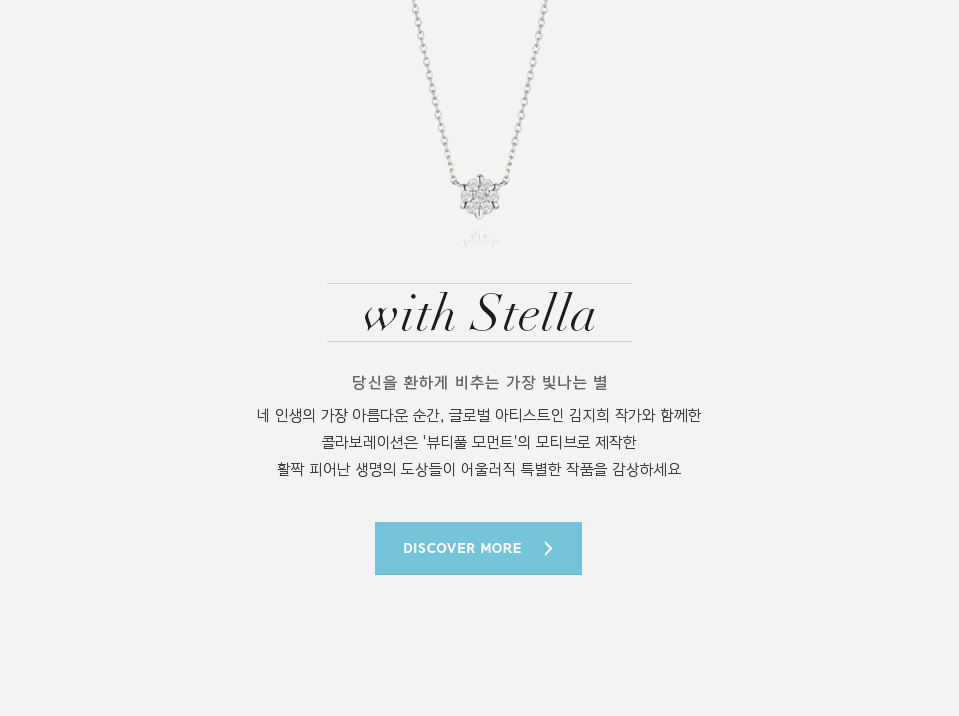 with Stella
당신을 환하게 비추는 가장 빛나는 별
네 인생의 가장 아름다운 순간, 글로벌 아티스트인 김지희 작가와 함께한
콜라보레이션은 '뷰티풀 모먼트'의 모티브로 제작한
활짝 피어난 생명의 도상들이 어울러직 특별한 작품을 감상하세요
DISCOVER MORE